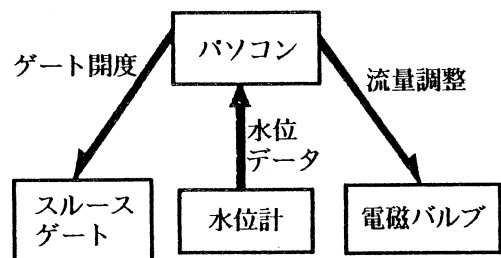 パソコン
ゲート開度
流量調整
水位
データ
スルース
ゲート
水位計
電磁バルブ